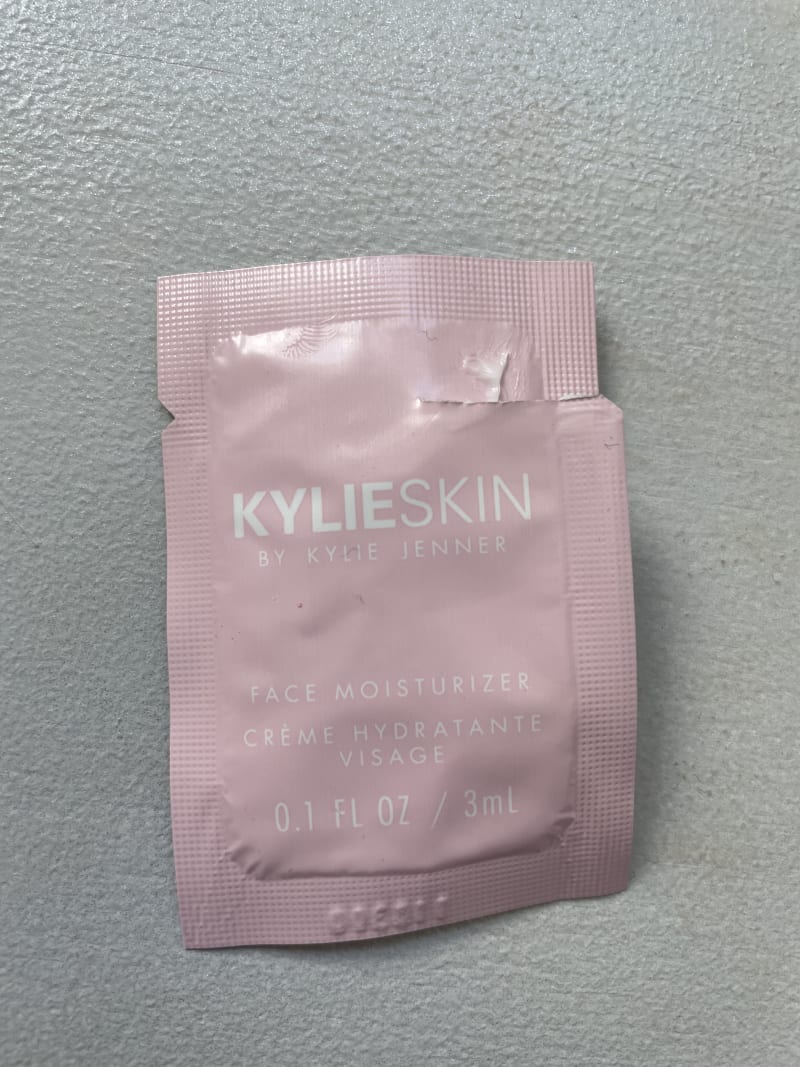 KYLIESKIN
BY KYLIE JENNER
FACE MOISTURIZER
CRÈME HYDRATANTE
VISAGE
0.1 FL OZ / 3mL